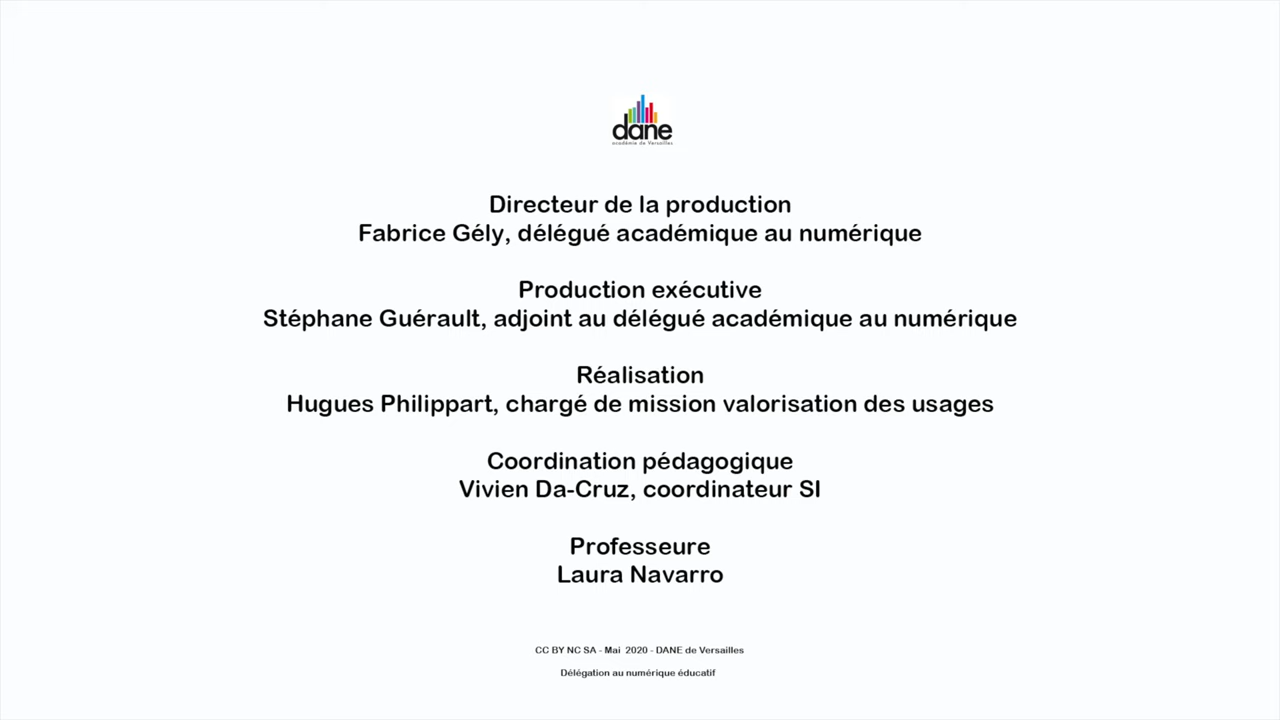 dane
académie de Versailles
Directeur de la production
Fabrice Gély, délégué académique au numérique
Production exécutive
Stéphane Guérault, adjoint au délégué académique au numérique
Réalisation
Hugues Philippart, chargé de mission valorisation des usages
Coordination pédagogique
Vivien Da-Cruz, coordinateur SI
Professeure
Laura Navarro
CC BY NC SA - Mai 2020 - DANE de Versailles
Délégation au numérique éducatif